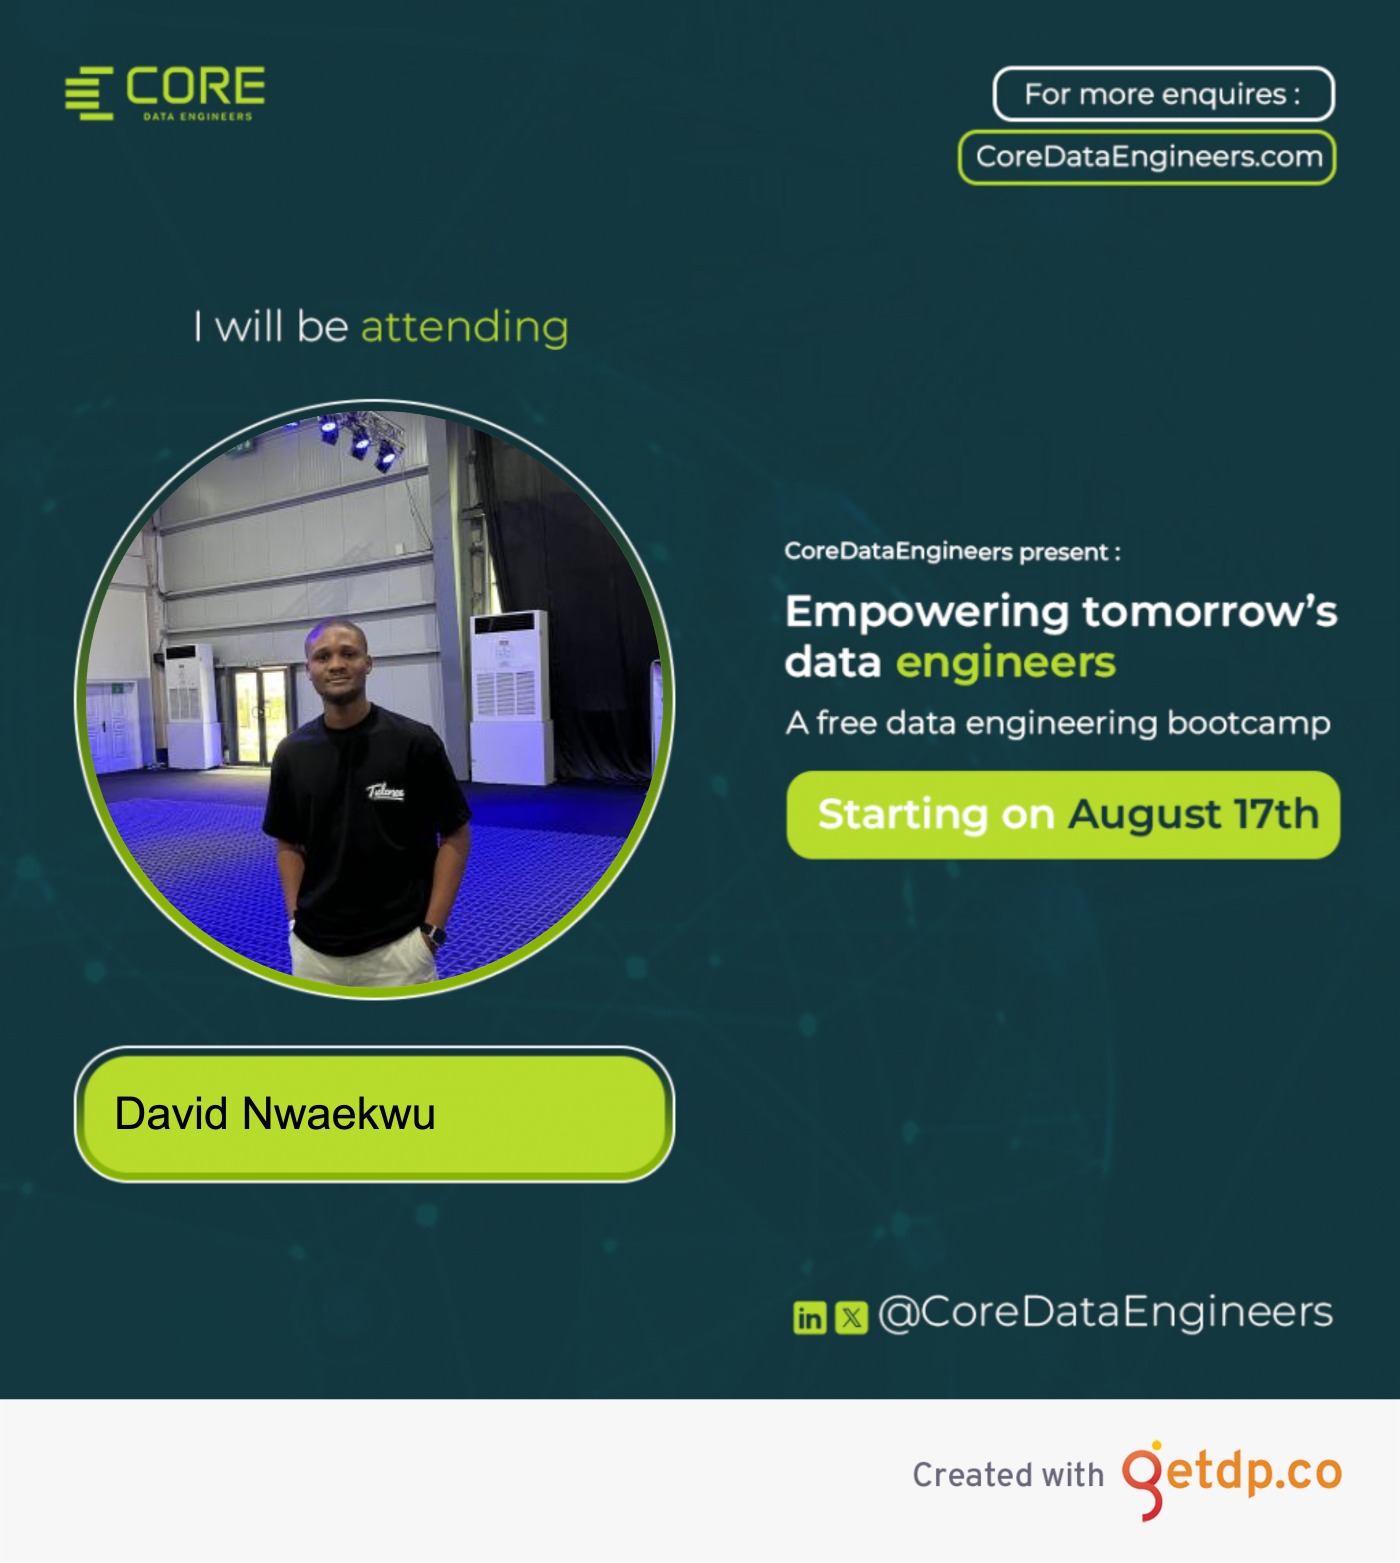 CORE
DATA ENGINEERS
For more enquires :
CoreDataEngineers.com
I will be attending
CoreDataEngineers present :
Empowering tomorrow’s
data engineers
A free data engineering bootcamp
Starting on August 17th
David Nwaekwu
in X @CoreDataEngineers
Created with getdp.co